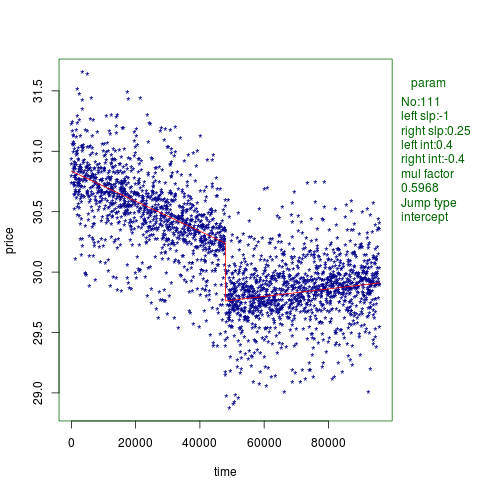 param
No:111
left slp:-1
right slp:0.25
left int:0.4
right int:-0.4
mul factor
0.5968
Jump type
intercept
31.5
31.0
30.5
30.0
29.5
29.0
price
0 20000 40000 60000 80000
time